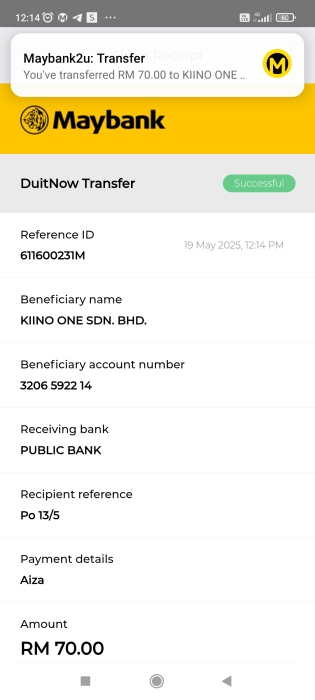 12:14
Maybank2u: Transfer
You've transferred RM 70.00 to KIINO ONE ..
Maybank
DuitNow Transfer
Successful
Reference ID
19 May 2025, 12:14 PM
611600231M
Beneficiary name
KIINO ONE SDN. BHD.
Beneficiary account number
3206 5922 14
Receiving bank
PUBLIC BANK
Recipient reference
Po 13/5
Payment details
Aiza
Amount
RM 70.00